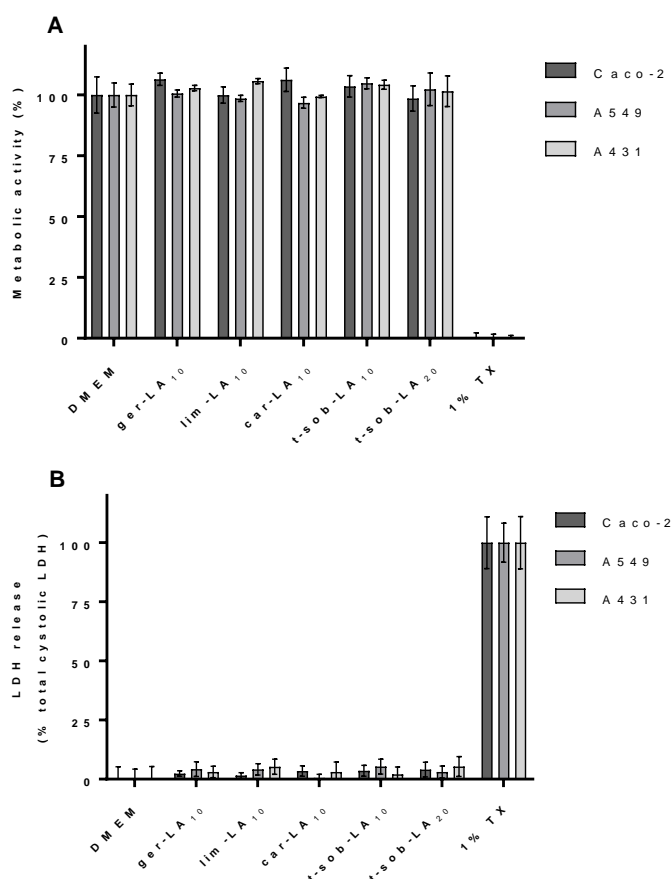 A
Metabolic activity (%)
100
75
50
25
0
DMEM
ger-LA₁₀
lim-LA₁₀
car-LA₁₀
t-sob-LA₁₀
t-sob-LA₂₀
1% TX
Caco-2
A549
A431
B
LDH release
(% total cystolic LDH)
100
75
50
25
0
DMEM
ger-LA₁₀
lim-LA₁₀
car-LA₁₀
t-sob-LA₁₀
t-sob-LA₂₀
1% TX
Caco-2
A549
A431